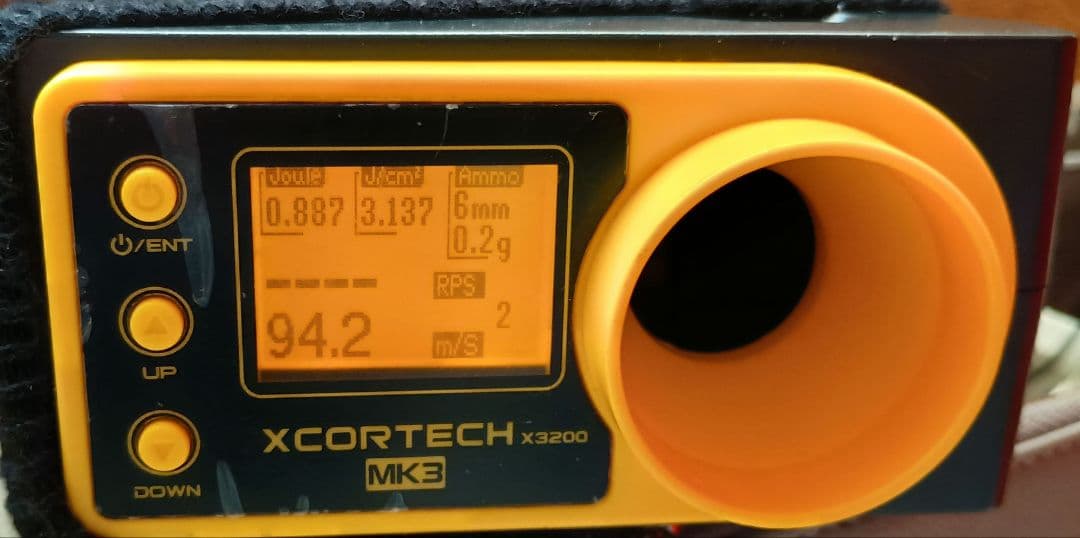 Joule J/cm² Ammo
0.887 3.137 6mm
0.2g
---- RPS
2
94.2 m/S
⏻/ENT
UP
DOWN
XCORTECH X3200
MK3